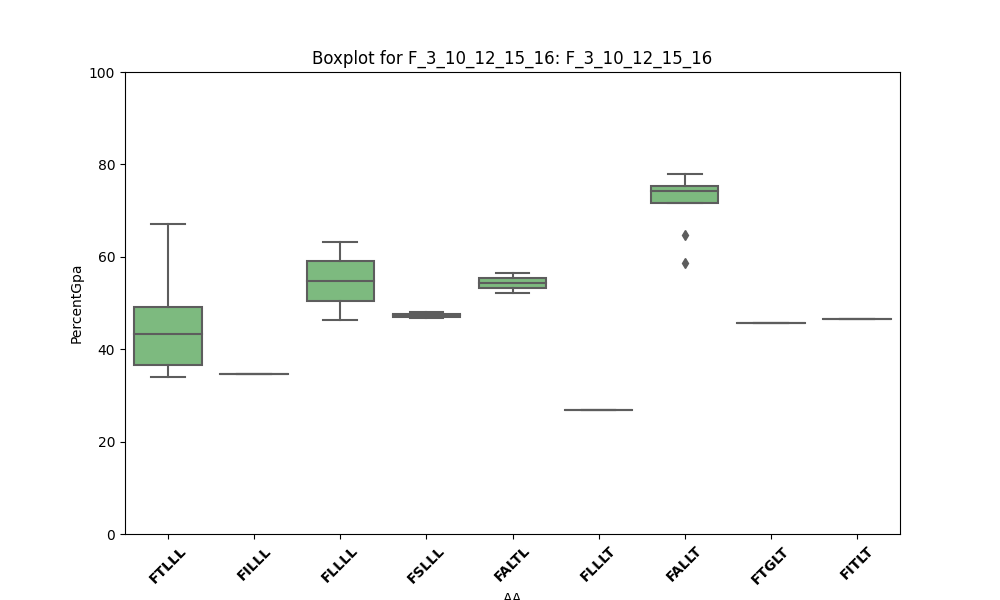 Boxplot for F_3_10_12_15_16: F_3_10_12_15_16
100
80
60
40
20
0
PercentGpa
FTLLL
FILLL
FLLLL
FSLLL
FALTL
FLLLT
FALLT
FTGLT
FITLT
AA